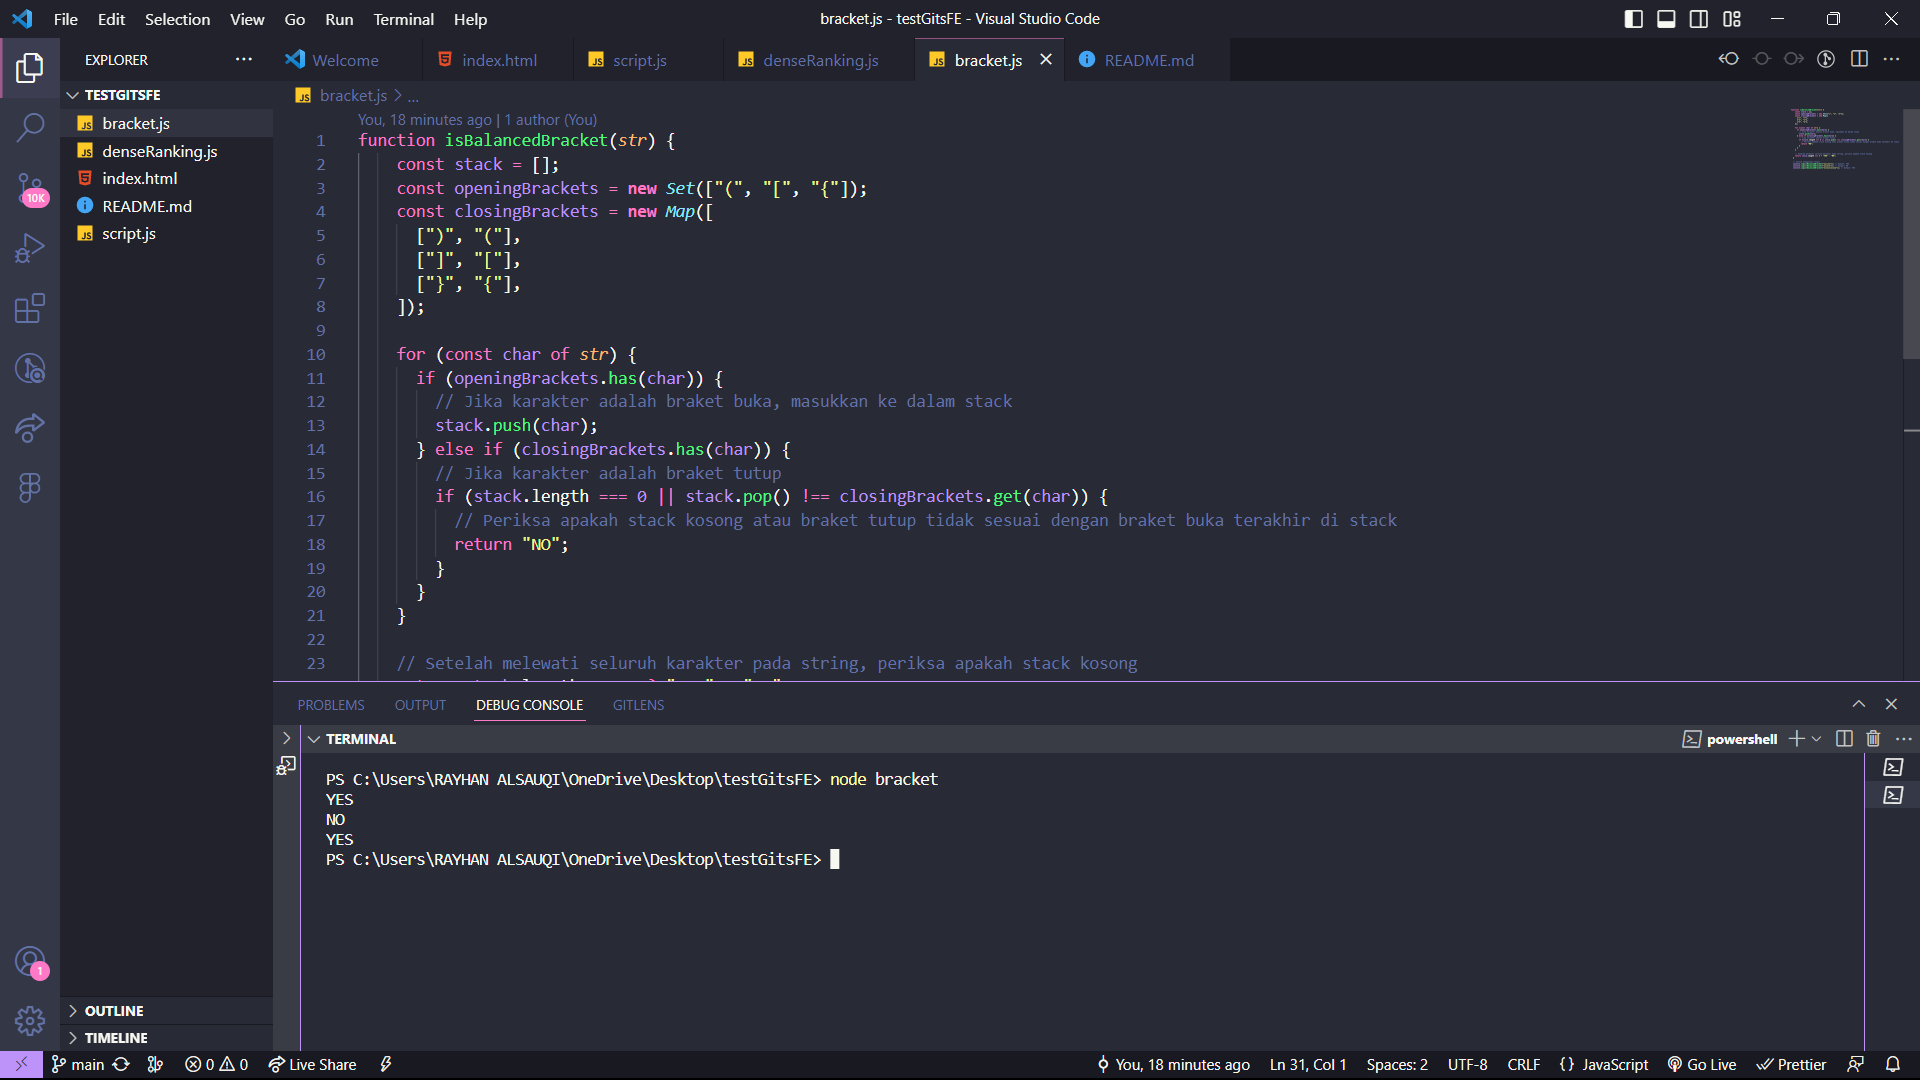 File Edit Selection View Go Run Terminal Help
bracket.js - testGitsFE - Visual Studio Code
EXPLORER
Welcome
index.html
script.js
denseRanking.js
bracket.js
README.md
TESTGITSFE
bracket.js
denseRanking.js
index.html
README.md
script.js
10K
1
OUTLINE
TIMELINE
bracket.js > ...
You, 18 minutes ago | 1 author (You)
1 function isBalancedBracket(str) {
2 const stack = [];
3 const openingBrackets = new Set(["(", "[", "{"]);
4 const closingBrackets = new Map([
5 [")", "("],
6 ["]", "["],
7 ["}", "{"],
8 ]);
9
10 for (const char of str) {
11 if (openingBrackets.has(char)) {
12 // Jika karakter adalah braket buka, masukkan ke dalam stack
13 stack.push(char);
14 } else if (closingBrackets.has(char)) {
15 // Jika karakter adalah braket tutup
16 if (stack.length === 0 || stack.pop() !== closingBrackets.get(char)) {
17 // Periksa apakah stack kosong atau braket tutup tidak sesuai dengan braket buka terakhir di stack
18 return "NO";
19 }
20 }
21 }
22
23 // Setelah melewati seluruh karakter pada string, periksa apakah stack kosong
PROBLEMS OUTPUT DEBUG CONSOLE GITLENS
TERMINAL
powershell
PS C:\Users\RAYHAN ALSAUQI\OneDrive\Desktop\testGitsFE> node bracket
YES
NO
YES
PS C:\Users\RAYHAN ALSAUQI\OneDrive\Desktop\testGitsFE>
main 0 0 Live Share You, 18 minutes ago Ln 31, Col 1 Spaces: 2 UTF-8 CRLF {} JavaScript Go Live Prettier